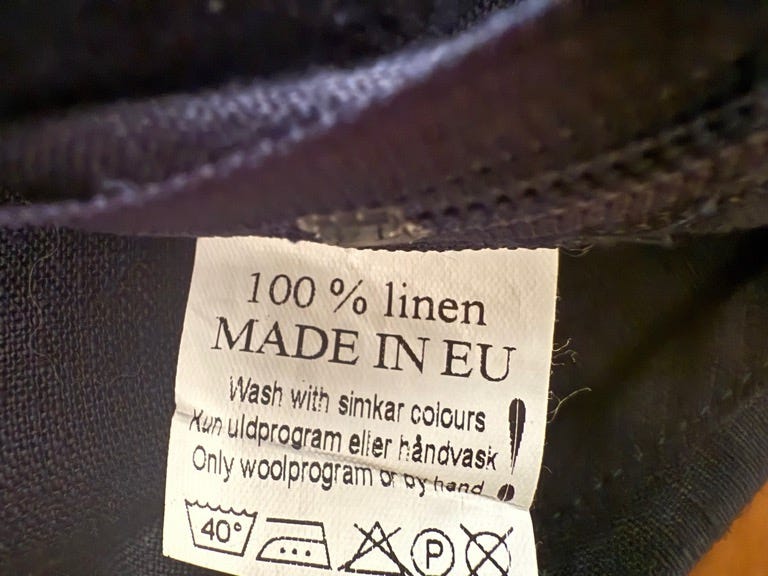 100 % linen
MADE IN EU
Wash with simkar colours
Kun uldprogram eller håndvask
Only woolprogram or by hand !
40°
P